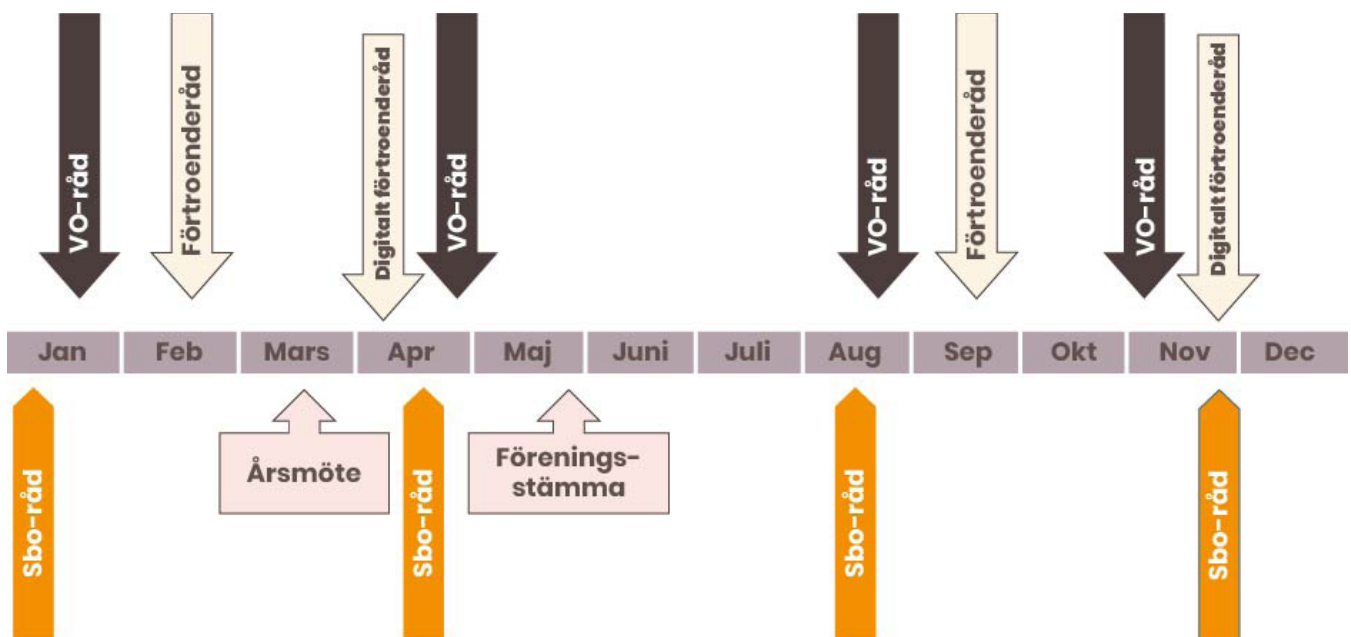 VO-råd
Förtroenderåd
Digitalt förtroenderåd
VO-råd
VO-råd
Förtroenderåd
VO-råd
Digitalt förtroenderåd
Jan Feb Mars Apr Maj Juni Juli Aug Sep Okt Nov Dec
Sbo-råd
Årsmöte
Sbo-råd
Förenings-
stämma
Sbo-råd
Sbo-råd